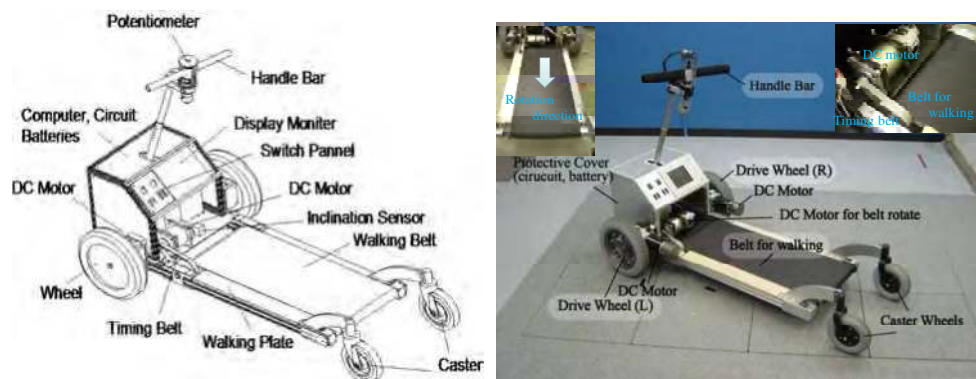 Potentiometer
Handle Bar
Computer, Circuit
Batteries
Display Moniter
Switch Pannel
DC Motor
DC Motor
Inclination Sensor
Walking Belt
Wheel
Timing Belt
Walking Plate
Caster
Rotation
direction
DC motor
Belt for
walking
Timing belt
Handle Bar
Protective Cover
(cirucuit, battery)
Drive Wheel (R)
DC Motor
DC Motor for belt rotate
Belt for walking
DC Motor
Drive Wheel (L)
Caster Wheels